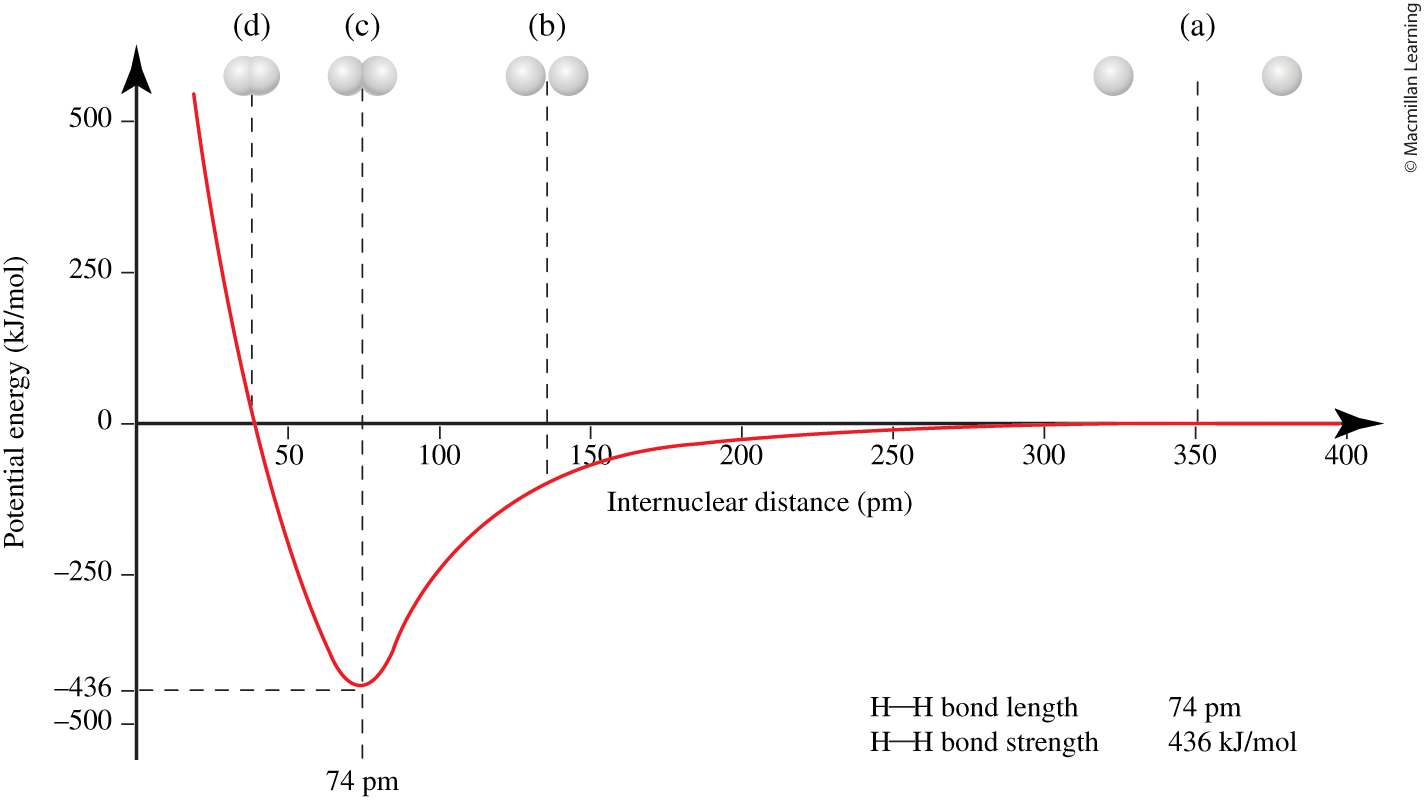 (d) (c) (b) (a)
© Macmillan Learning
500
250
0
–250
–436
–500
Potential energy (kJ/mol)
50 100 150 200 250 300 350 400
Internuclear distance (pm)
H—H bond length 74 pm
H—H bond strength 436 kJ/mol
74 pm